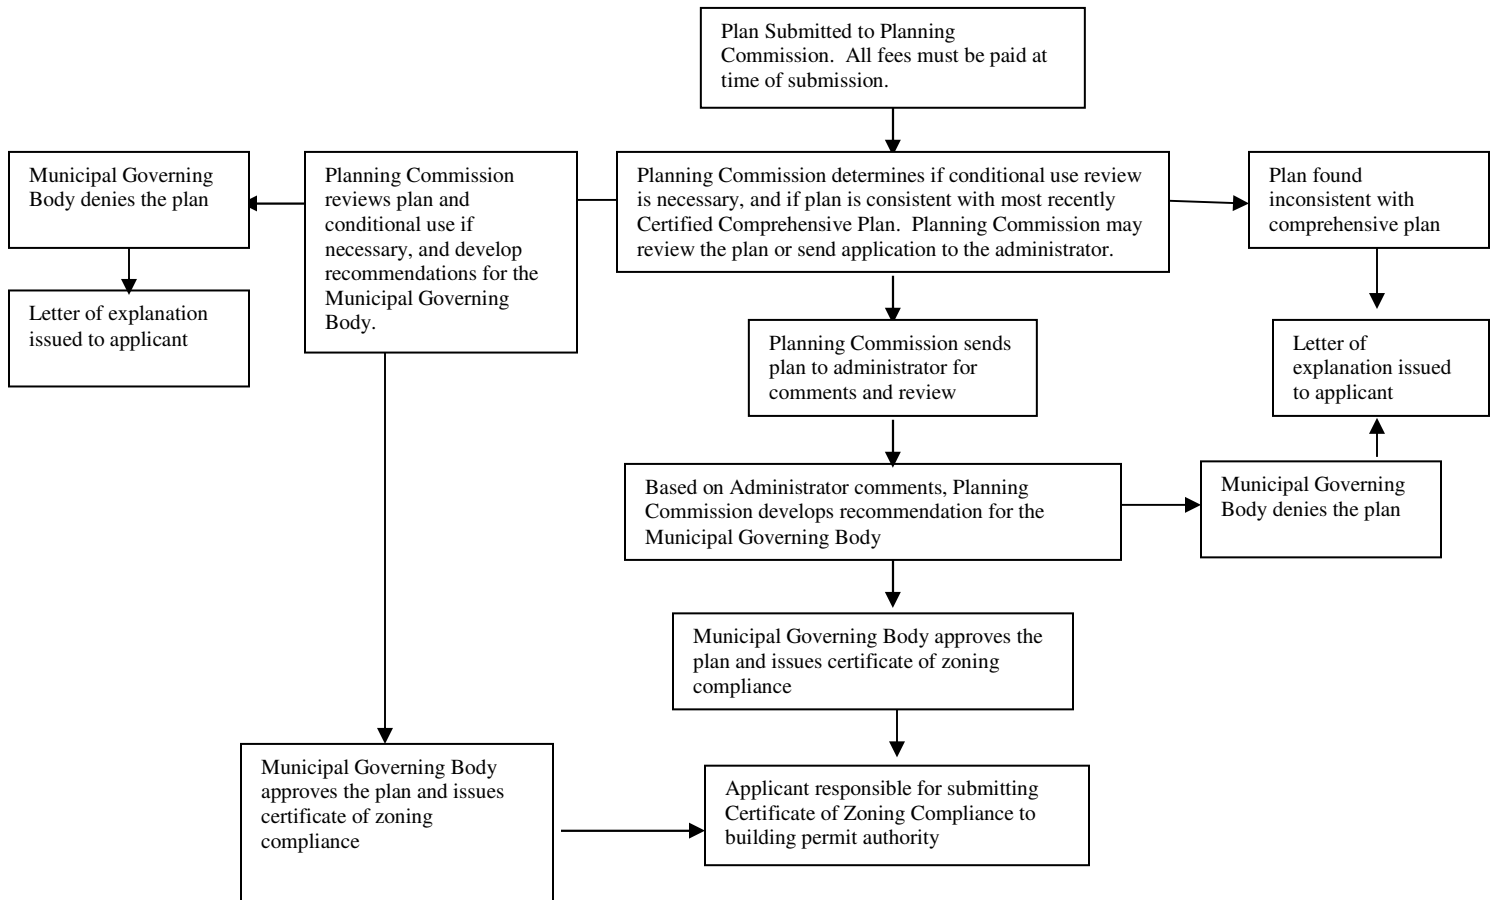 Plan Submitted to Planning
Commission.  All fees must be paid at
time of submission.
Municipal Governing
Body denies the plan
Planning Commission
reviews plan and
conditional use if
necessary, and develop
recommendations for the
Municipal Governing
Body.
Planning Commission determines if conditional use review
is necessary, and if plan is consistent with most recently
Certified Comprehensive Plan.  Planning Commission may
review the plan or send application to the administrator.
Plan found
inconsistent with
comprehensive plan
Letter of explanation
issued to applicant
Planning Commission sends
plan to administrator for
comments and review
Letter of
explanation issued
to applicant
Based on Administrator comments, Planning
Commission develops recommendation for the
Municipal Governing Body
Municipal Governing
Body denies the plan
Municipal Governing Body approves the
plan and issues certificate of zoning
compliance
Municipal Governing Body
approves the plan and issues
certificate of zoning
compliance
Applicant responsible for submitting
Certificate of Zoning Compliance to
building permit authority